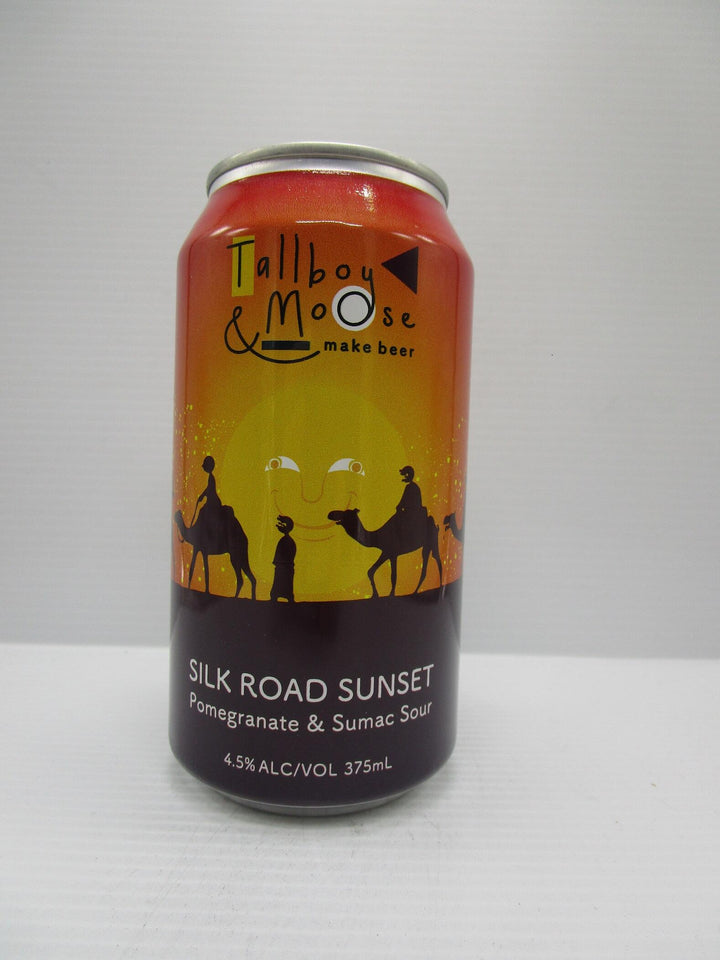 Tallboy
& Moose
make beer
SILK ROAD SUNSET
Pomegranate & Sumac Sour
4.5% ALC/VOL 375mL